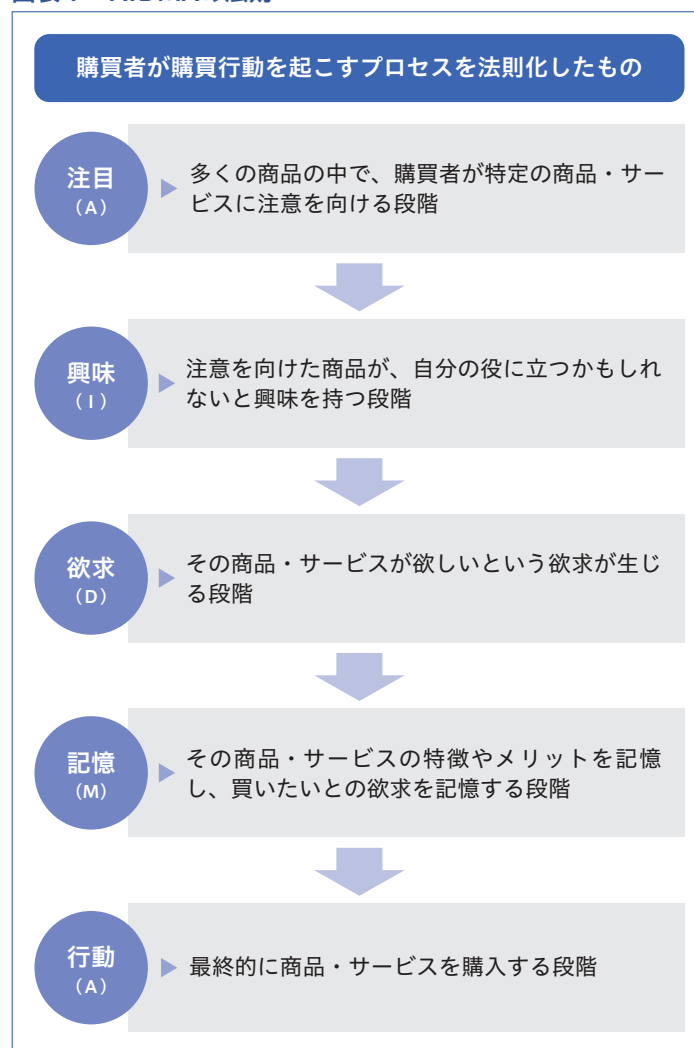 購買者が購買行動を起こすプロセスを法則化したもの
注目
（A）
多くの商品の中で、購買者が特定の商品・サー
ビスに注意を向ける段階
興味
（I）
注意を向けた商品が、自分の役に立つかもしれ
ないと興味を持つ段階
欲求
（D）
その商品・サービスが欲しいという欲求が生じ
る段階
記憶
（M）
その商品・サービスの特徴やメリットを記憶
し、買いたいとの欲求を記憶する段階
行動
（A）
最終的に商品・サービスを購入する段階